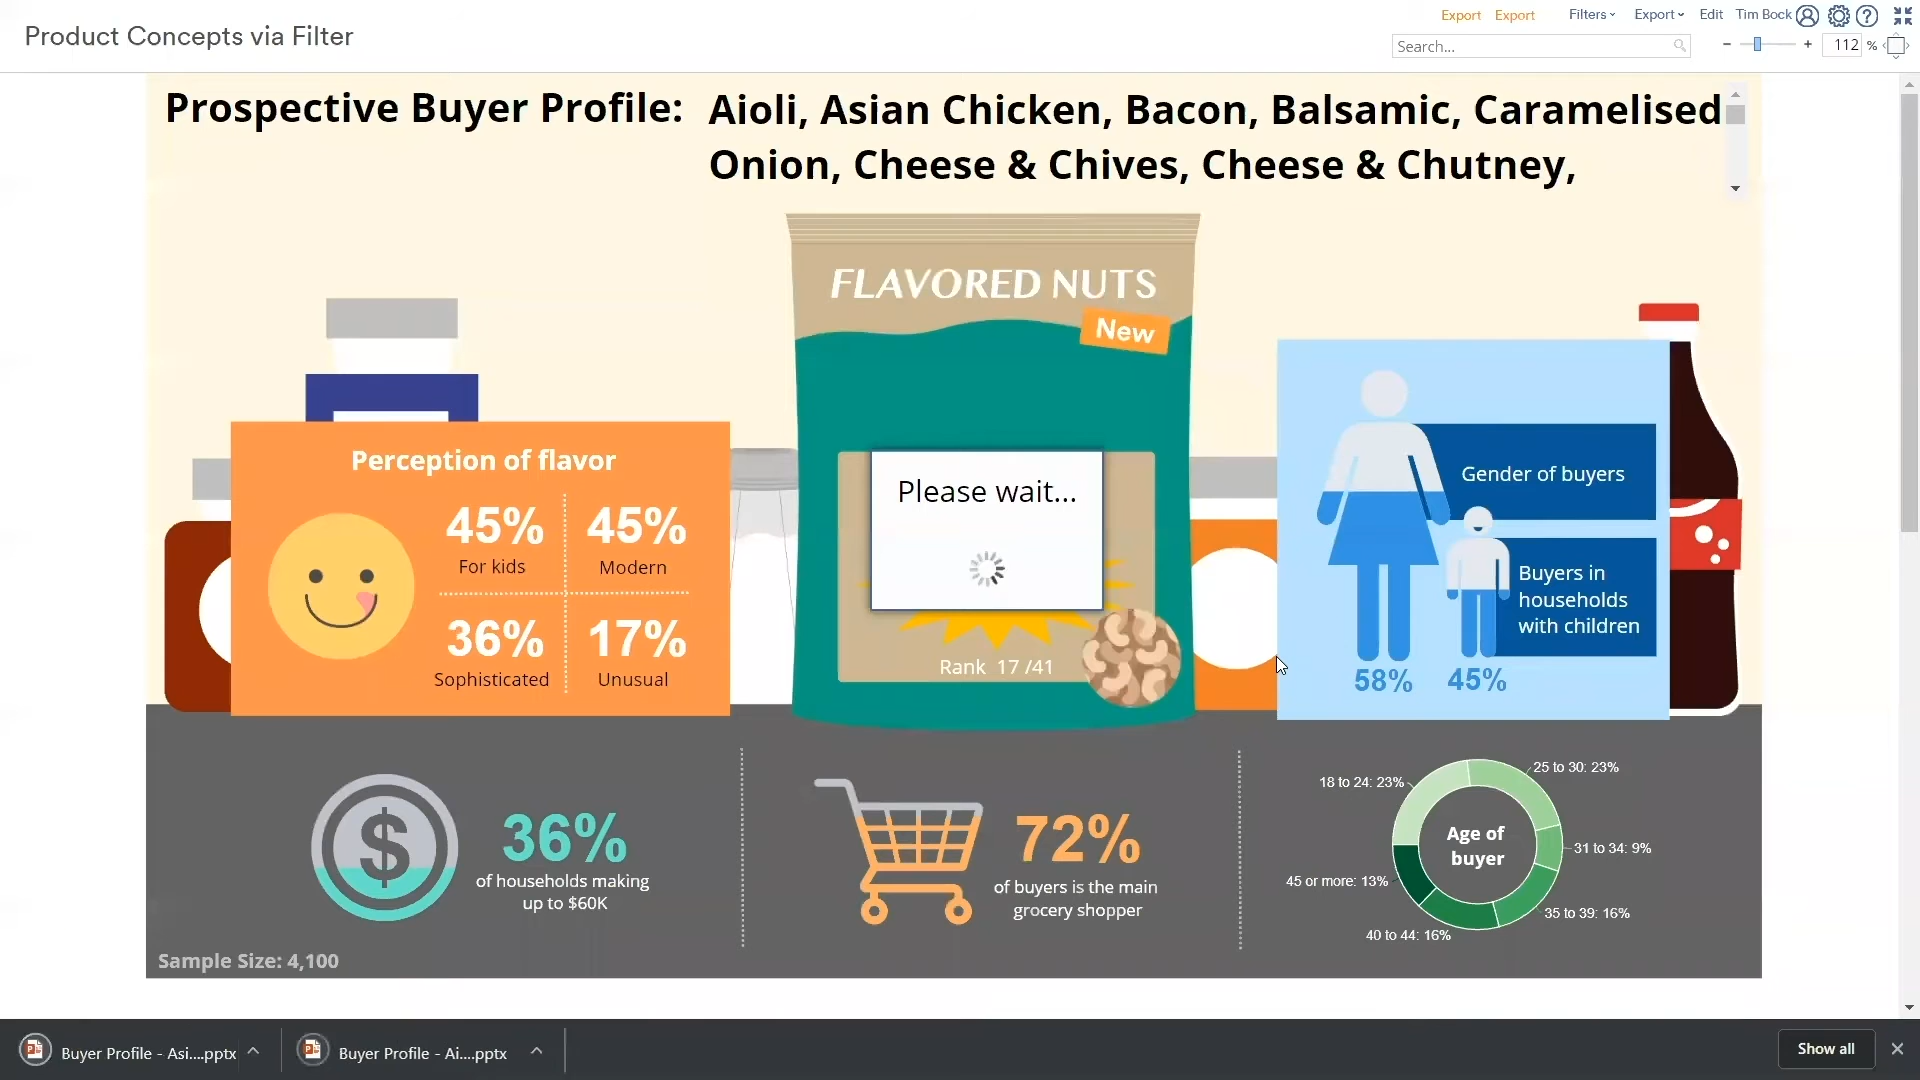 Product Concepts via Filter
Export Export Filters Export Edit Tim Bock
Search...
− + 112 %
Prospective Buyer Profile: Aioli, Asian Chicken, Bacon, Balsamic, Caramelised
Onion, Cheese & Chives, Cheese & Chutney,
FLAVORED NUTS
New
Please wait...
Rank 17 /41
Perception of flavor
45% 45%
For kids Modern
36% 17%
Sophisticated Unusual
Gender of buyers
Buyers in
households
with children
58% 45%
$
36%
of households making
up to $60K
72%
of buyers is the main
grocery shopper
Age of
buyer
18 to 24: 23%
25 to 30: 23%
31 to 34: 9%
35 to 39: 16%
40 to 44: 16%
45 or more: 13%
Sample Size: 4,100
Buyer Profile - Asi....pptx Buyer Profile - Ai....pptx Show all